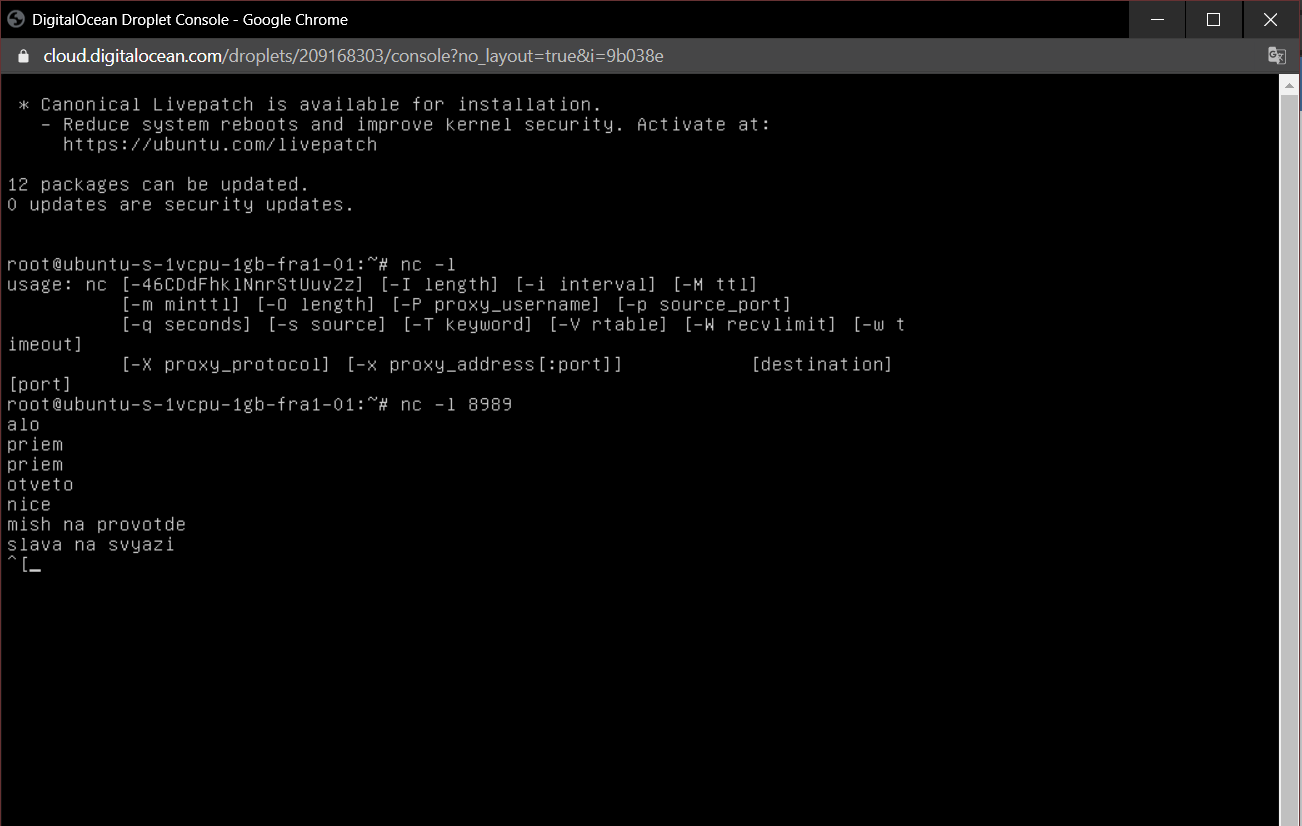 DigitalOcean Droplet Console - Google Chrome
cloud.digitalocean.com/droplets/209168303/console?no_layout=true&i=9b038e
* Canonical Livepatch is available for installation.
- Reduce system reboots and improve kernel security. Activate at:
https://ubuntu.com/livepatch
12 packages can be updated.
0 updates are security updates.
root@ubuntu-s-1vcpu-1gb-fra1-01:~# nc -l
usage: nc [-46CDdFhklNnrStUuvZz] [-I length] [-i interval] [-M ttl]
[-m minttl] [-O length] [-P proxy_username] [-p source_port]
[-q seconds] [-s source] [-T keyword] [-V rtable] [-W recvlimit] [-w t
imeout]
[-X proxy_protocol] [-x proxy_address[:port]] [destination]
[port]
root@ubuntu-s-1vcpu-1gb-fra1-01:~# nc -l 8989
alo
priem
priem
otveto
nice
mish na provotde
slava na svyazi
^[_